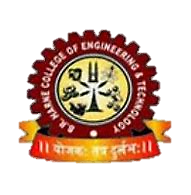 B.R. HARNE COLLEGE OF ENGINEERING & TECHNOLOGY
॥ योजकः तत्र दुर्लभः ॥